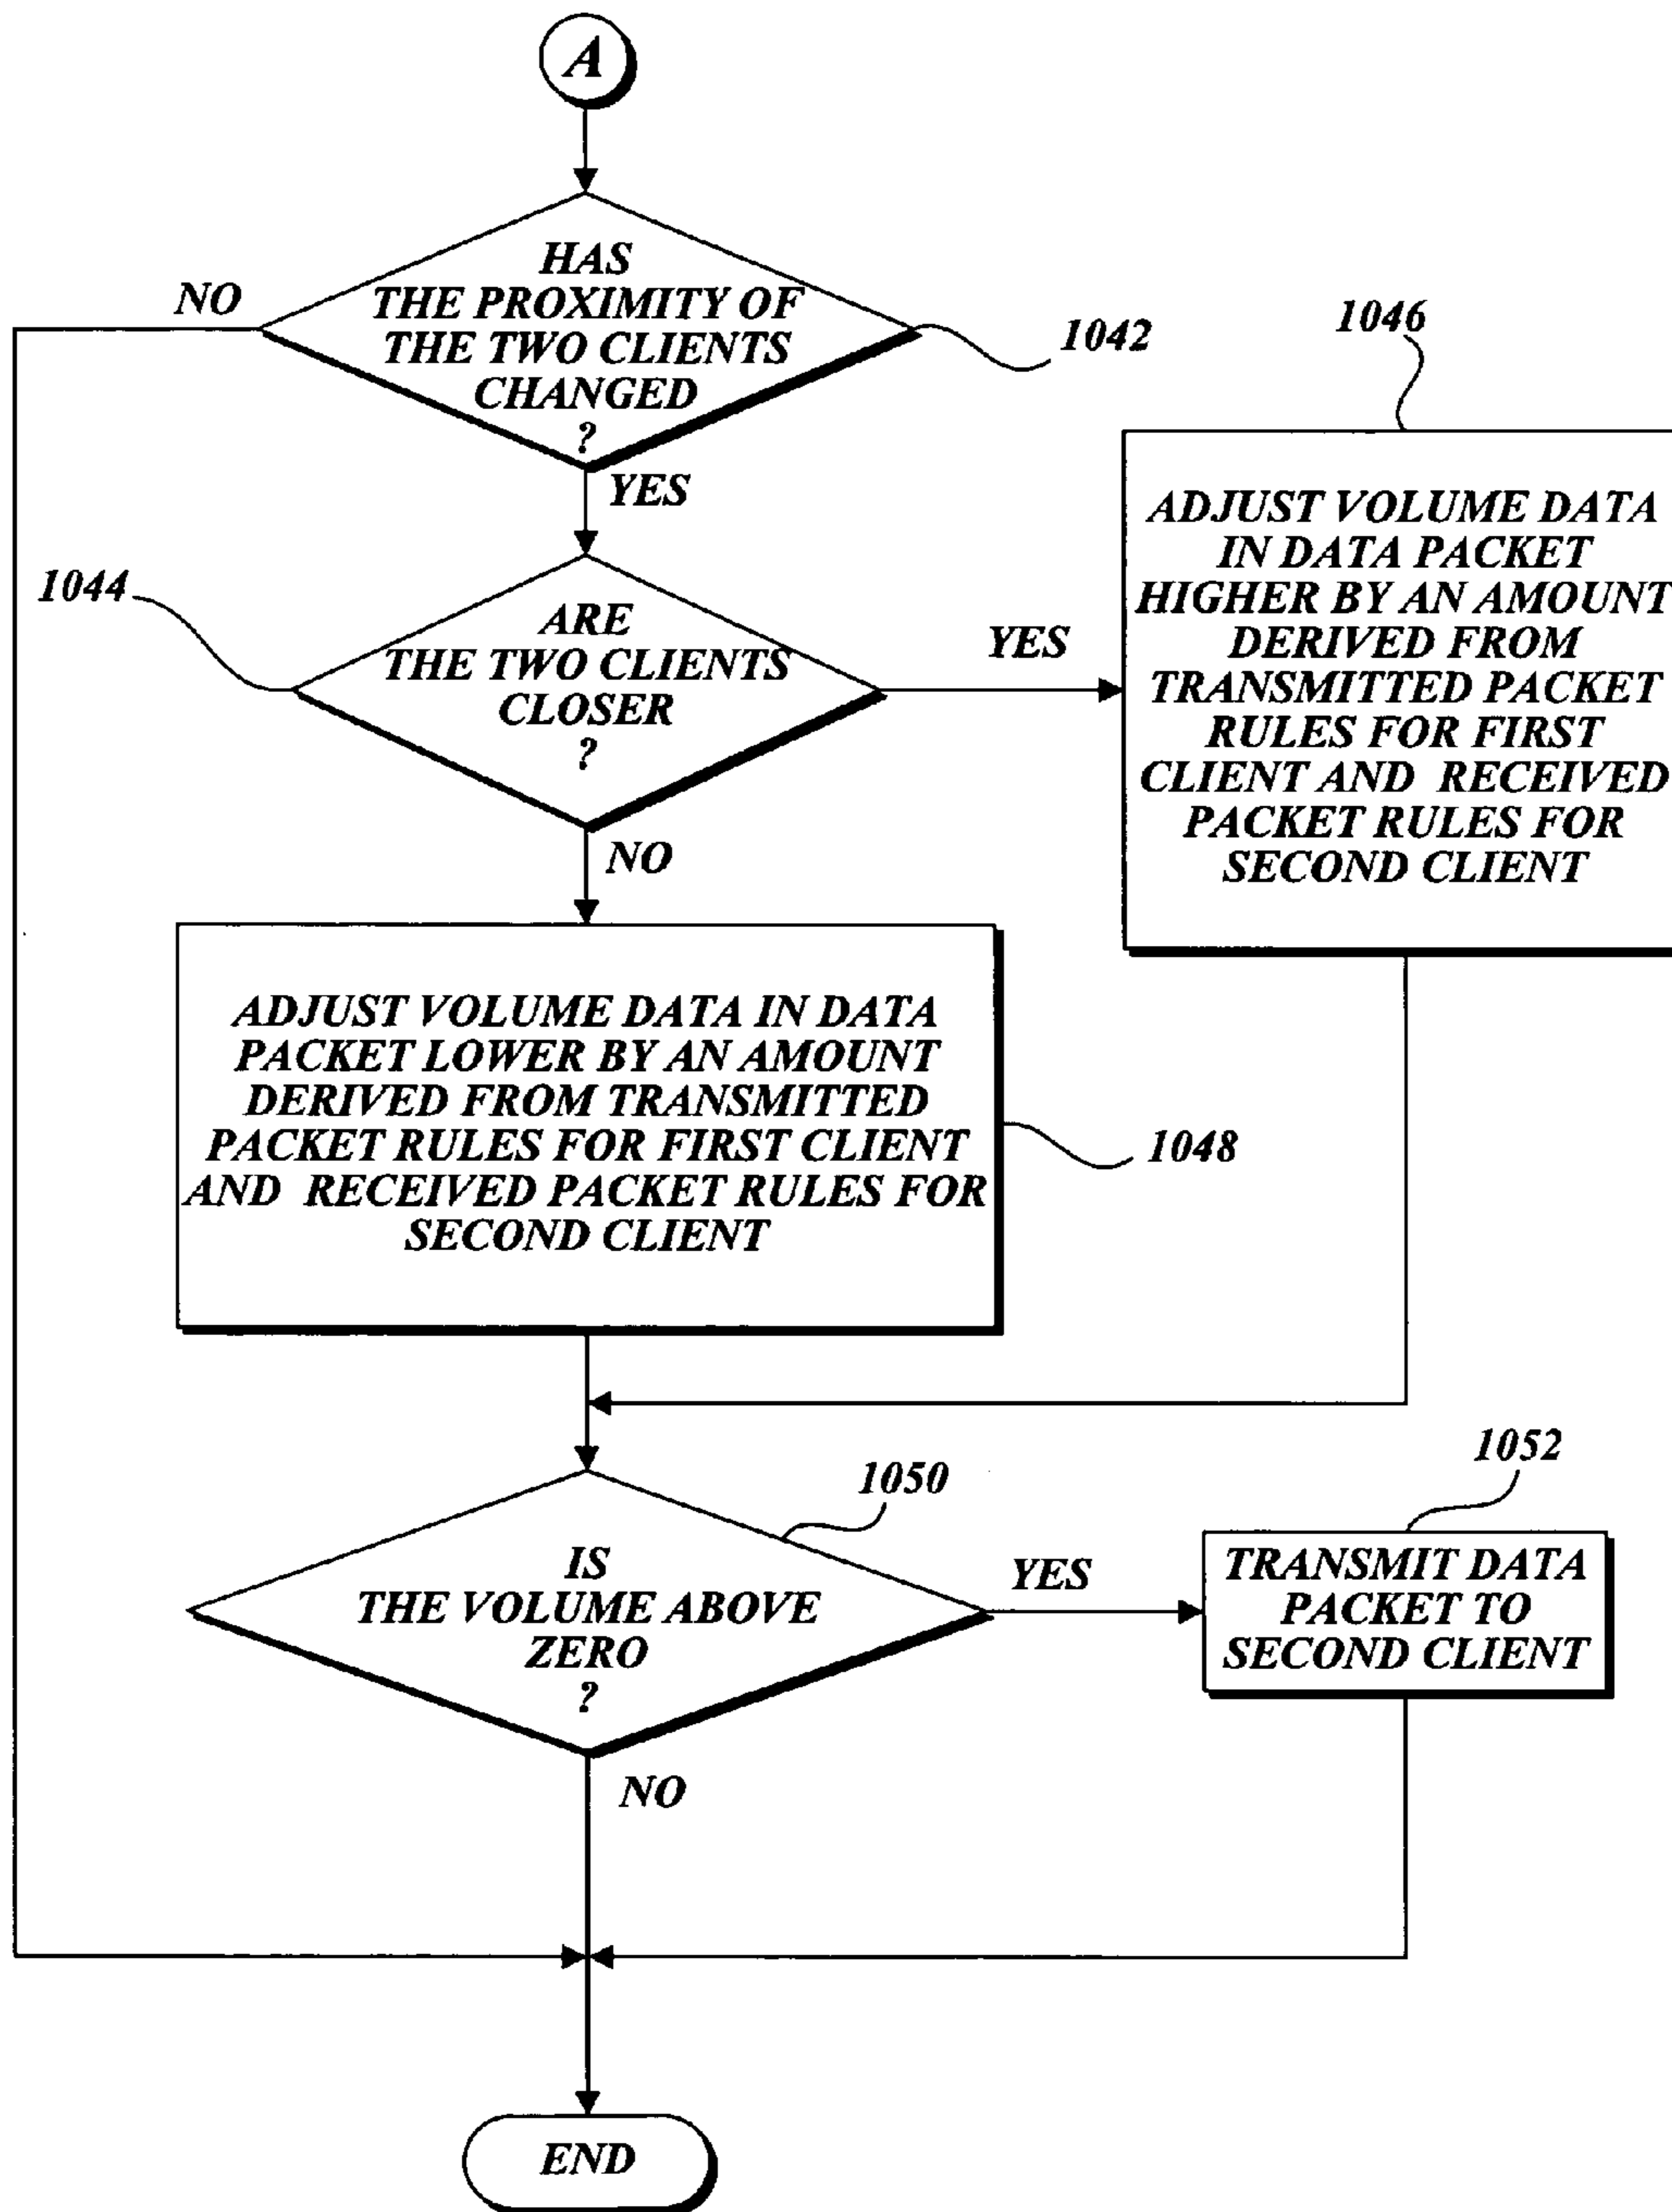 A
HAS
THE PROXIMITY OF
THE TWO CLIENTS
CHANGED
?
NO
1042
YES
1046
ADJUST VOLUME DATA
IN DATA PACKET
HIGHER BY AN AMOUNT
DERIVED FROM
TRANSMITTED PACKET
RULES FOR FIRST
CLIENT AND RECEIVED
PACKET RULES FOR
SECOND CLIENT
1044
ARE
THE TWO CLIENTS
CLOSER
?
YES
NO
ADJUST VOLUME DATA IN DATA
PACKET LOWER BY AN AMOUNT
DERIVED FROM TRANSMITTED
PACKET RULES FOR FIRST CLIENT
AND RECEIVED PACKET RULES FOR
SECOND CLIENT
1048
1050
IS
THE VOLUME ABOVE
ZERO
?
YES
1052
TRANSMIT DATA
PACKET TO
SECOND CLIENT
NO
END